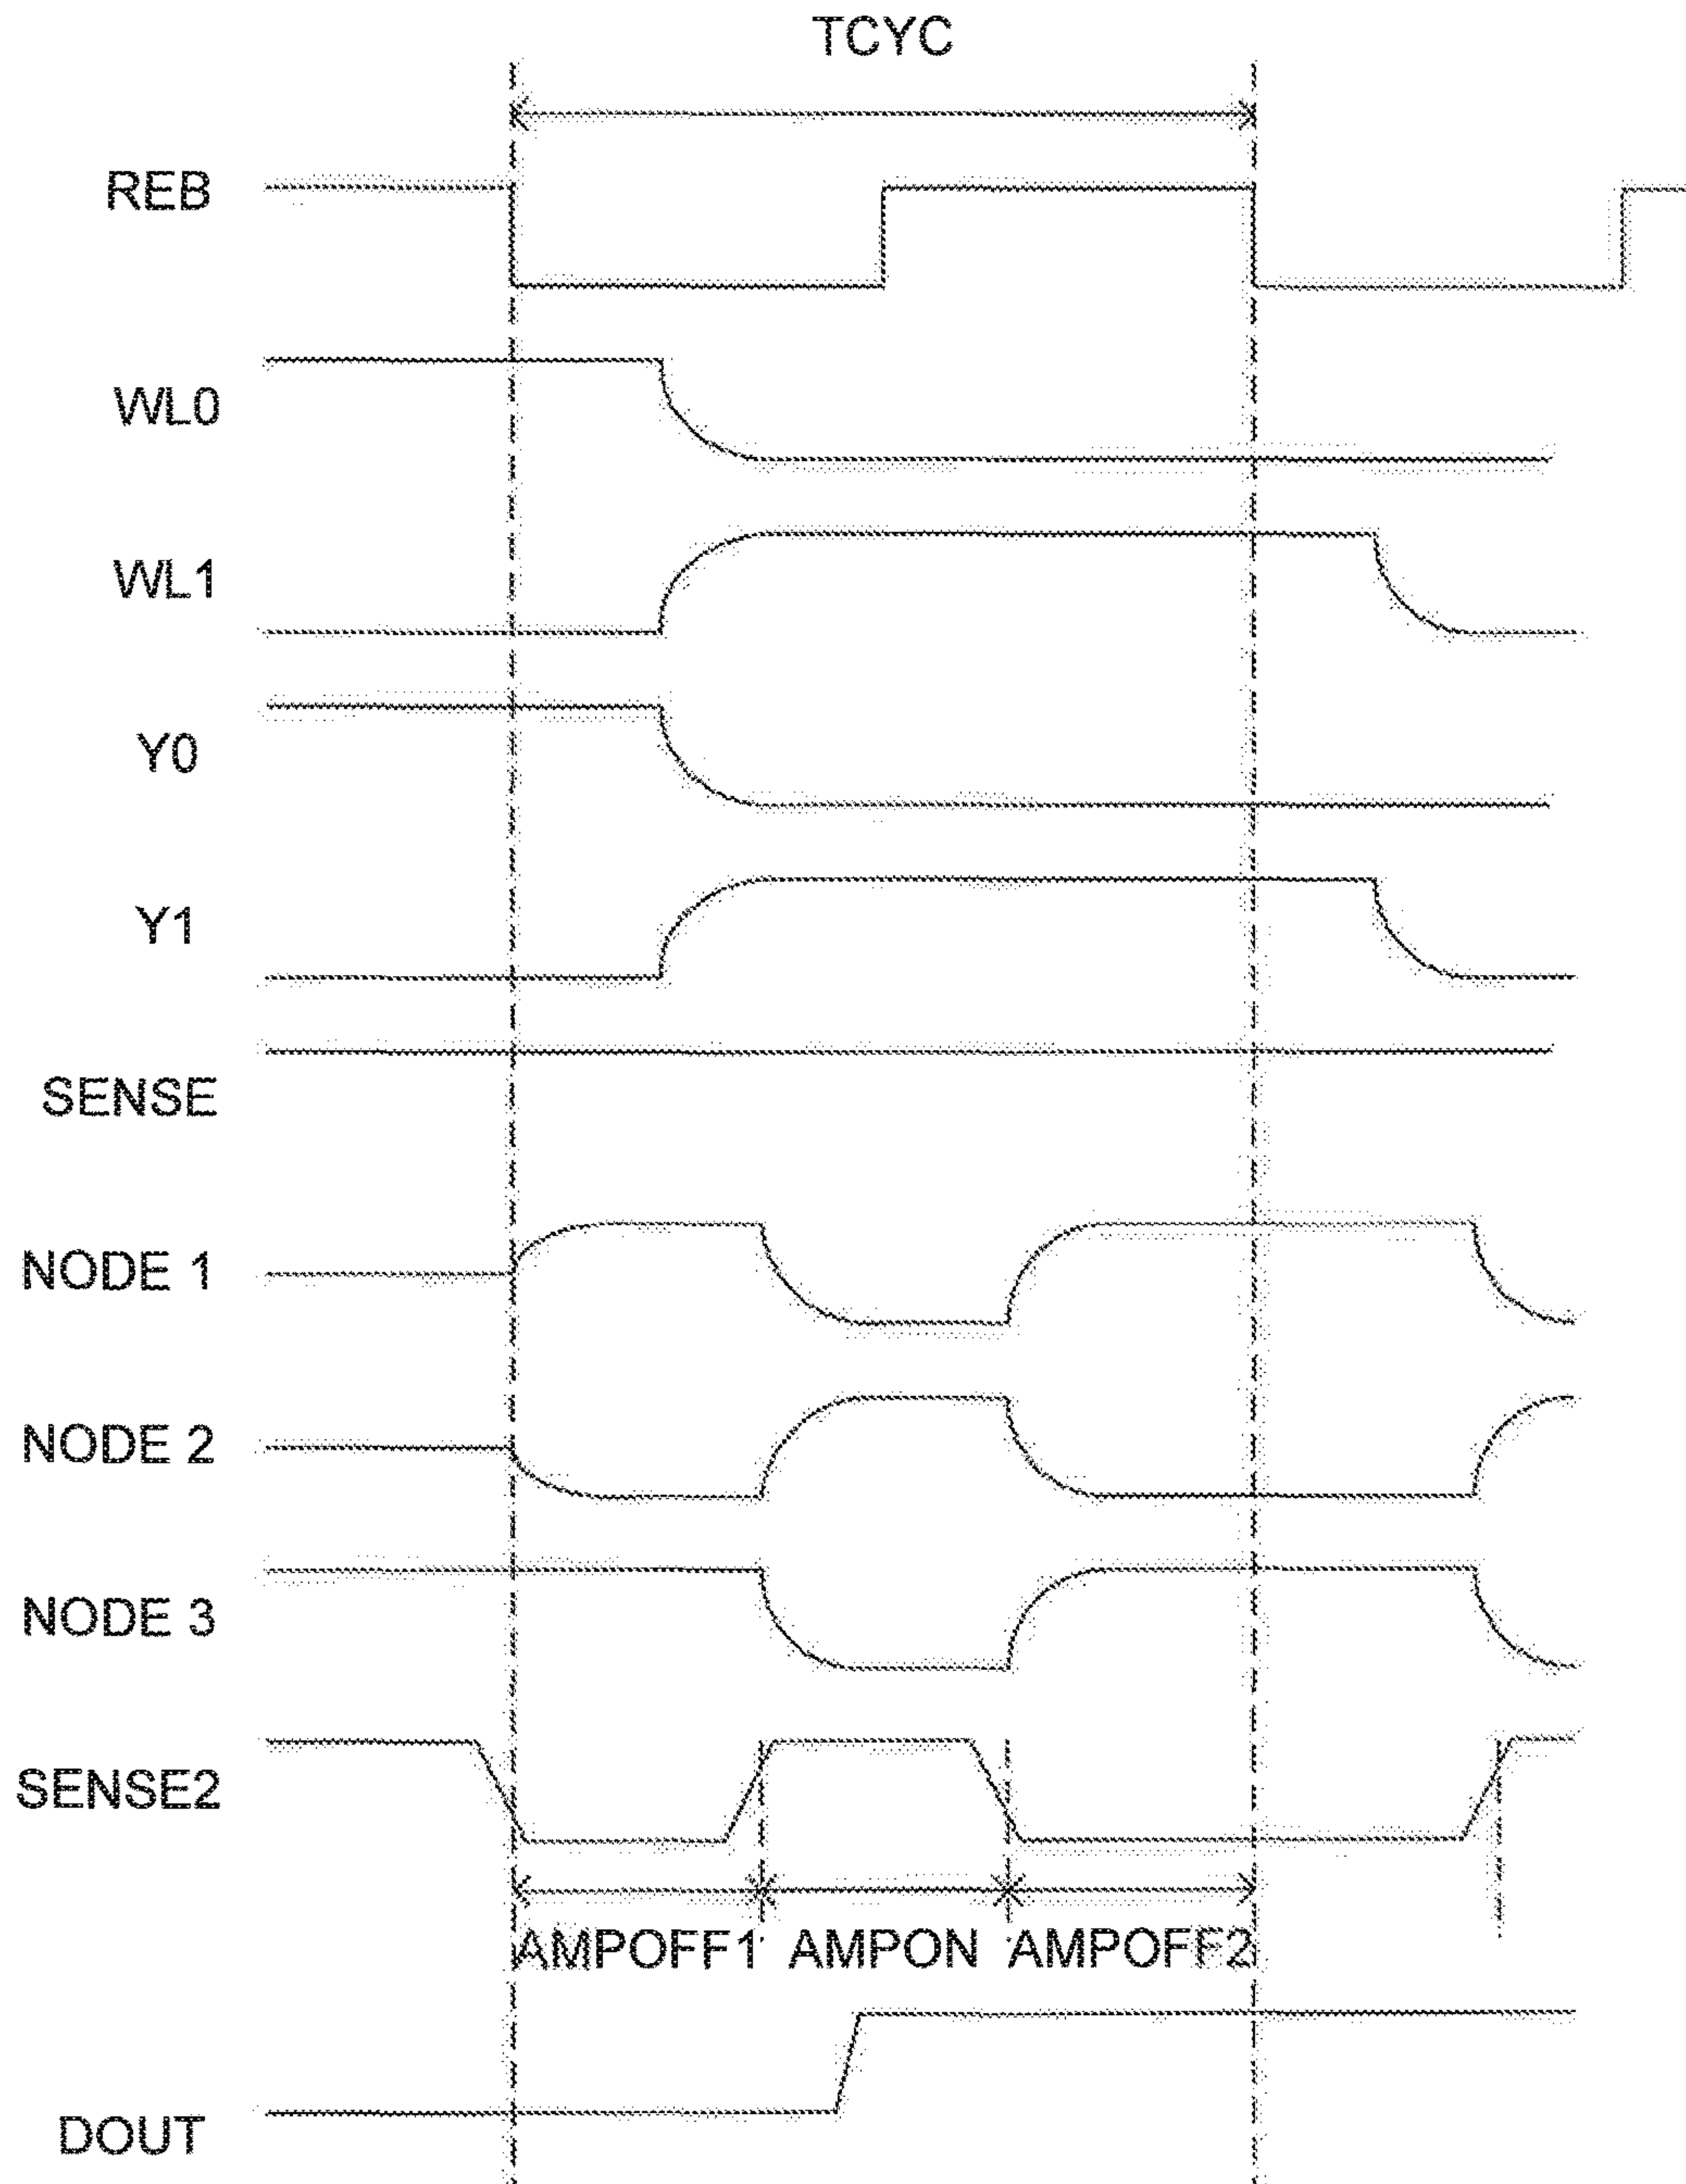 TCYC
REB
WL0
WL1
Y0
Y1
SENSE
NODE 1
NODE 2
NODE 3
SENSE2
AMPOFF1 AMPON AMPOFF2
DOUT